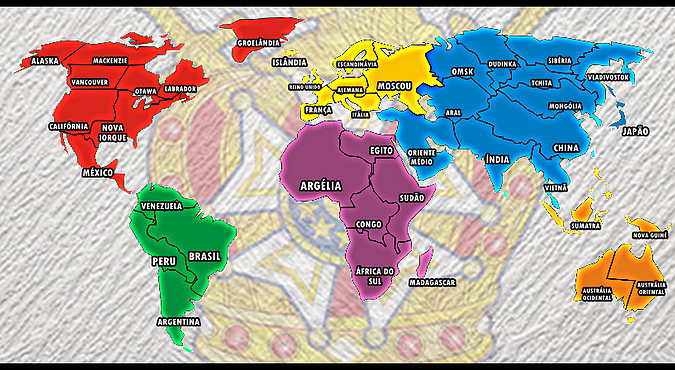 GROELÂNDIA
ALASKA
MACKENZIE
VANCOUVER
OTAWA
LABRADOR
CALIFÓRNIA
NOVA
IORQUE
MÉXICO
VENEZUELA
PERU
BRASIL
ARGENTINA
ISLÂNDIA
ESCANDINÁVIA
REINO UNIDO
ALEMANA
MOSCOU
FRANÇA
ITÁLIA
EGITO
ARGÉLIA
SUDÃO
CONGO
ÁFRICA DO
SUL
MADAGASCAR
OMSK
DUDINKA
SIBÉRIA
TCHITA
VLADIVOSTOK
ARAL
MONGÓLIA
JAPÃO
ORIENTE
MÉDIO
ÍNDIA
CHINA
VIETNÃ
SUMATRA
NOVA GUINÉ
AUSTRÁLIA
OCIDENTAL
AUSTRÁLIA
ORIENTAL